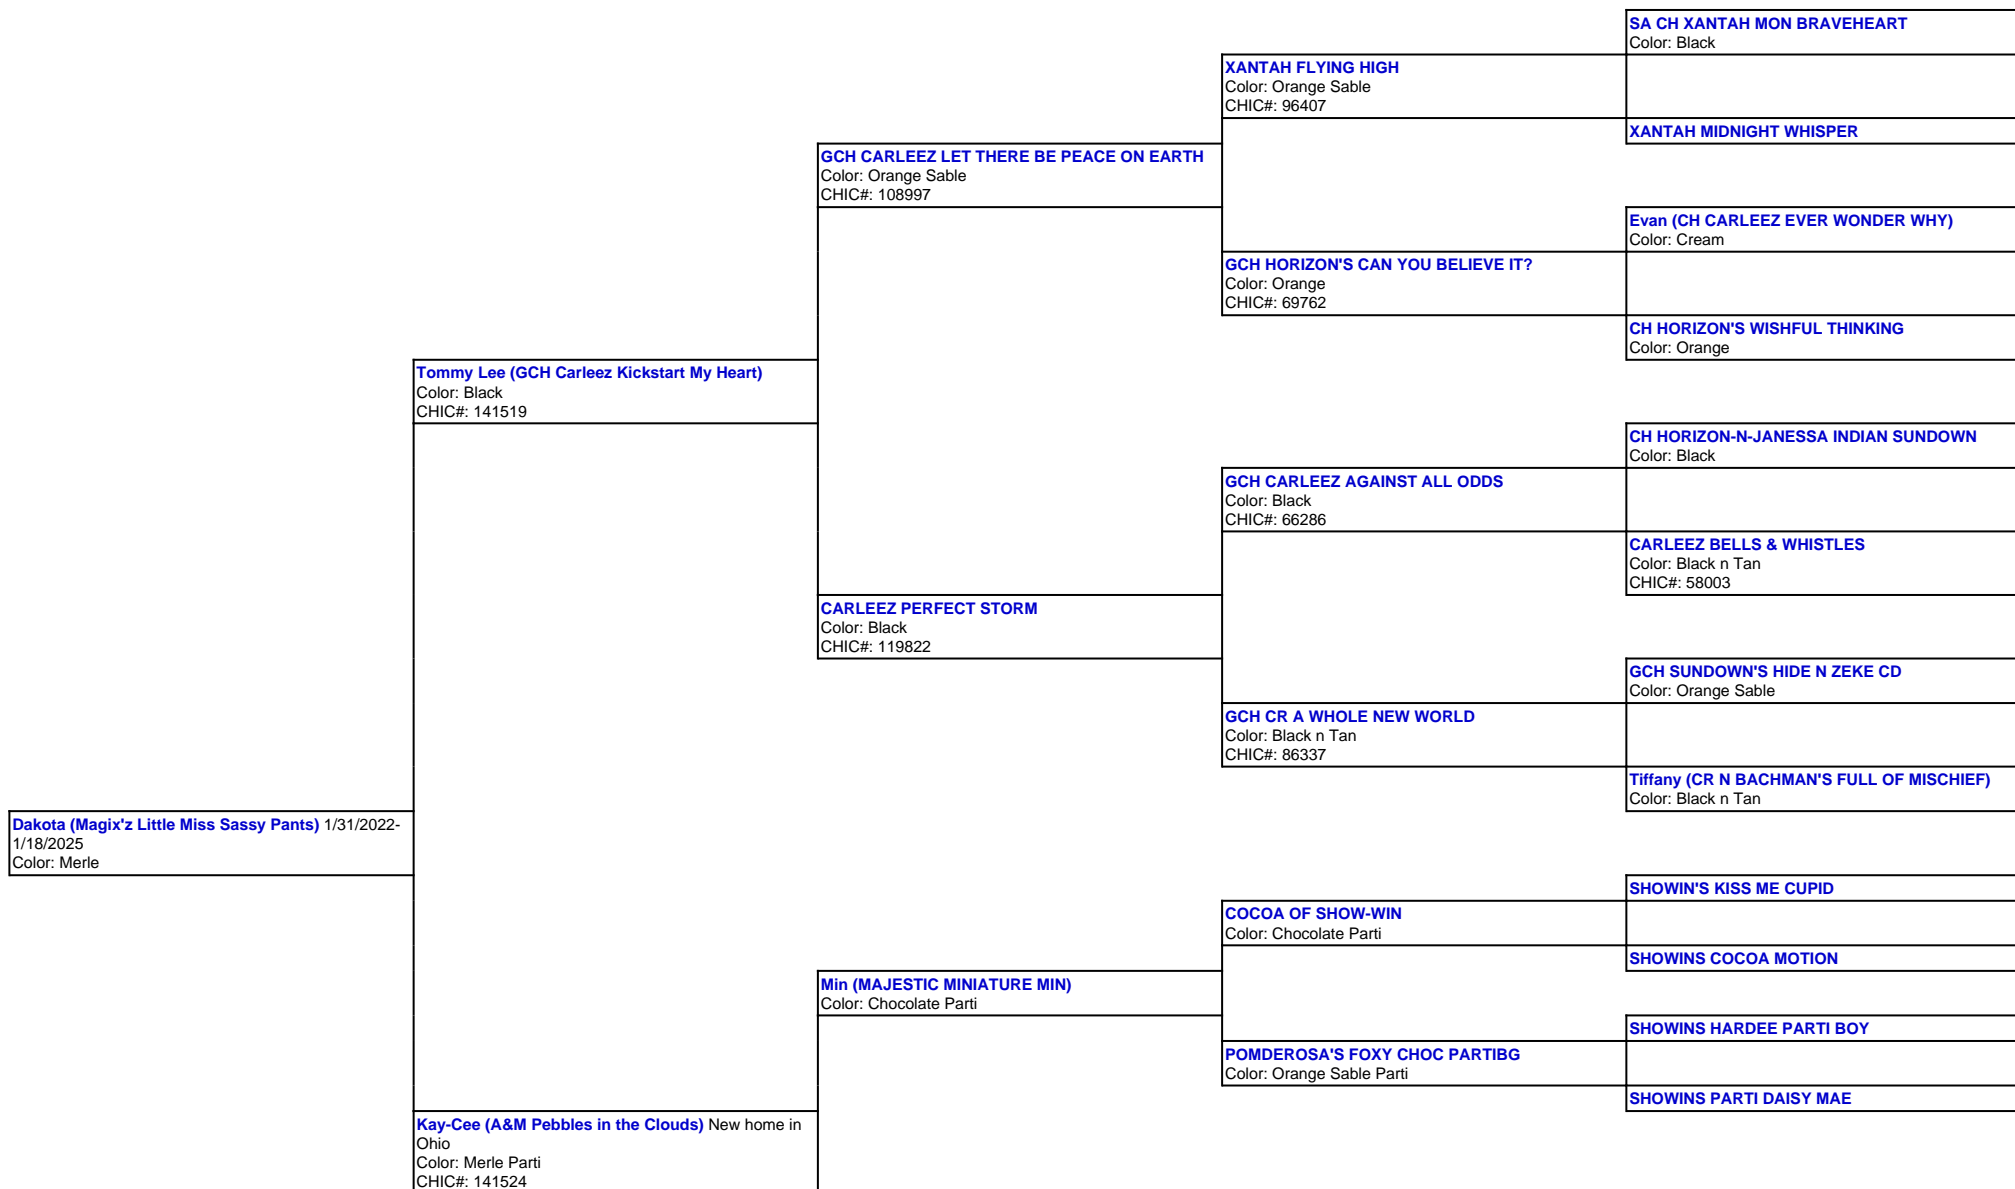 SA CH XANTAH MON BRAVEHEART
Color: Black
XANTAH FLYING HIGH
Color: Orange Sable
CHIC#: 96407
XANTAH MIDNIGHT WHISPER
GCH CARLEEZ LET THERE BE PEACE ON EARTH
Color: Orange Sable
CHIC#: 108997
Evan (CH CARLEEZ EVER WONDER WHY)
Color: Cream
GCH HORIZON'S CAN YOU BELIEVE IT?
Color: Orange
CHIC#: 69762
CH HORIZON'S WISHFUL THINKING
Color: Orange
Tommy Lee (GCH Carleez Kickstart My Heart)
Color: Black
CHIC#: 141519
CH HORIZON-N-JANESSA INDIAN SUNDOWN
Color: Black
GCH CARLEEZ AGAINST ALL ODDS
Color: Black
CHIC#: 66286
CARLEEZ BELLS & WHISTLES
Color: Black n Tan
CHIC#: 58003
CARLEEZ PERFECT STORM
Color: Black
CHIC#: 119822
GCH SUNDOWN'S HIDE N ZEKE CD
Color: Orange Sable
GCH CR A WHOLE NEW WORLD
Color: Black n Tan
CHIC#: 86337
Tiffany (CR N BACHMAN'S FULL OF MISCHIEF)
Color: Black n Tan
Dakota (Magix'z Little Miss Sassy Pants) 1/31/2022-
1/18/2025
Color: Merle
SHOWIN'S KISS ME CUPID
COCOA OF SHOW-WIN
Color: Chocolate Parti
SHOWINS COCOA MOTION
Min (MAJESTIC MINIATURE MIN)
Color: Chocolate Parti
SHOWINS HARDEE PARTI BOY
POMDEROSA'S FOXY CHOC PARTIBG
Color: Orange Sable Parti
SHOWINS PARTI DAISY MAE
Kay-Cee (A&M Pebbles in the Clouds) New home in
Ohio
Color: Merle Parti
CHIC#: 141524